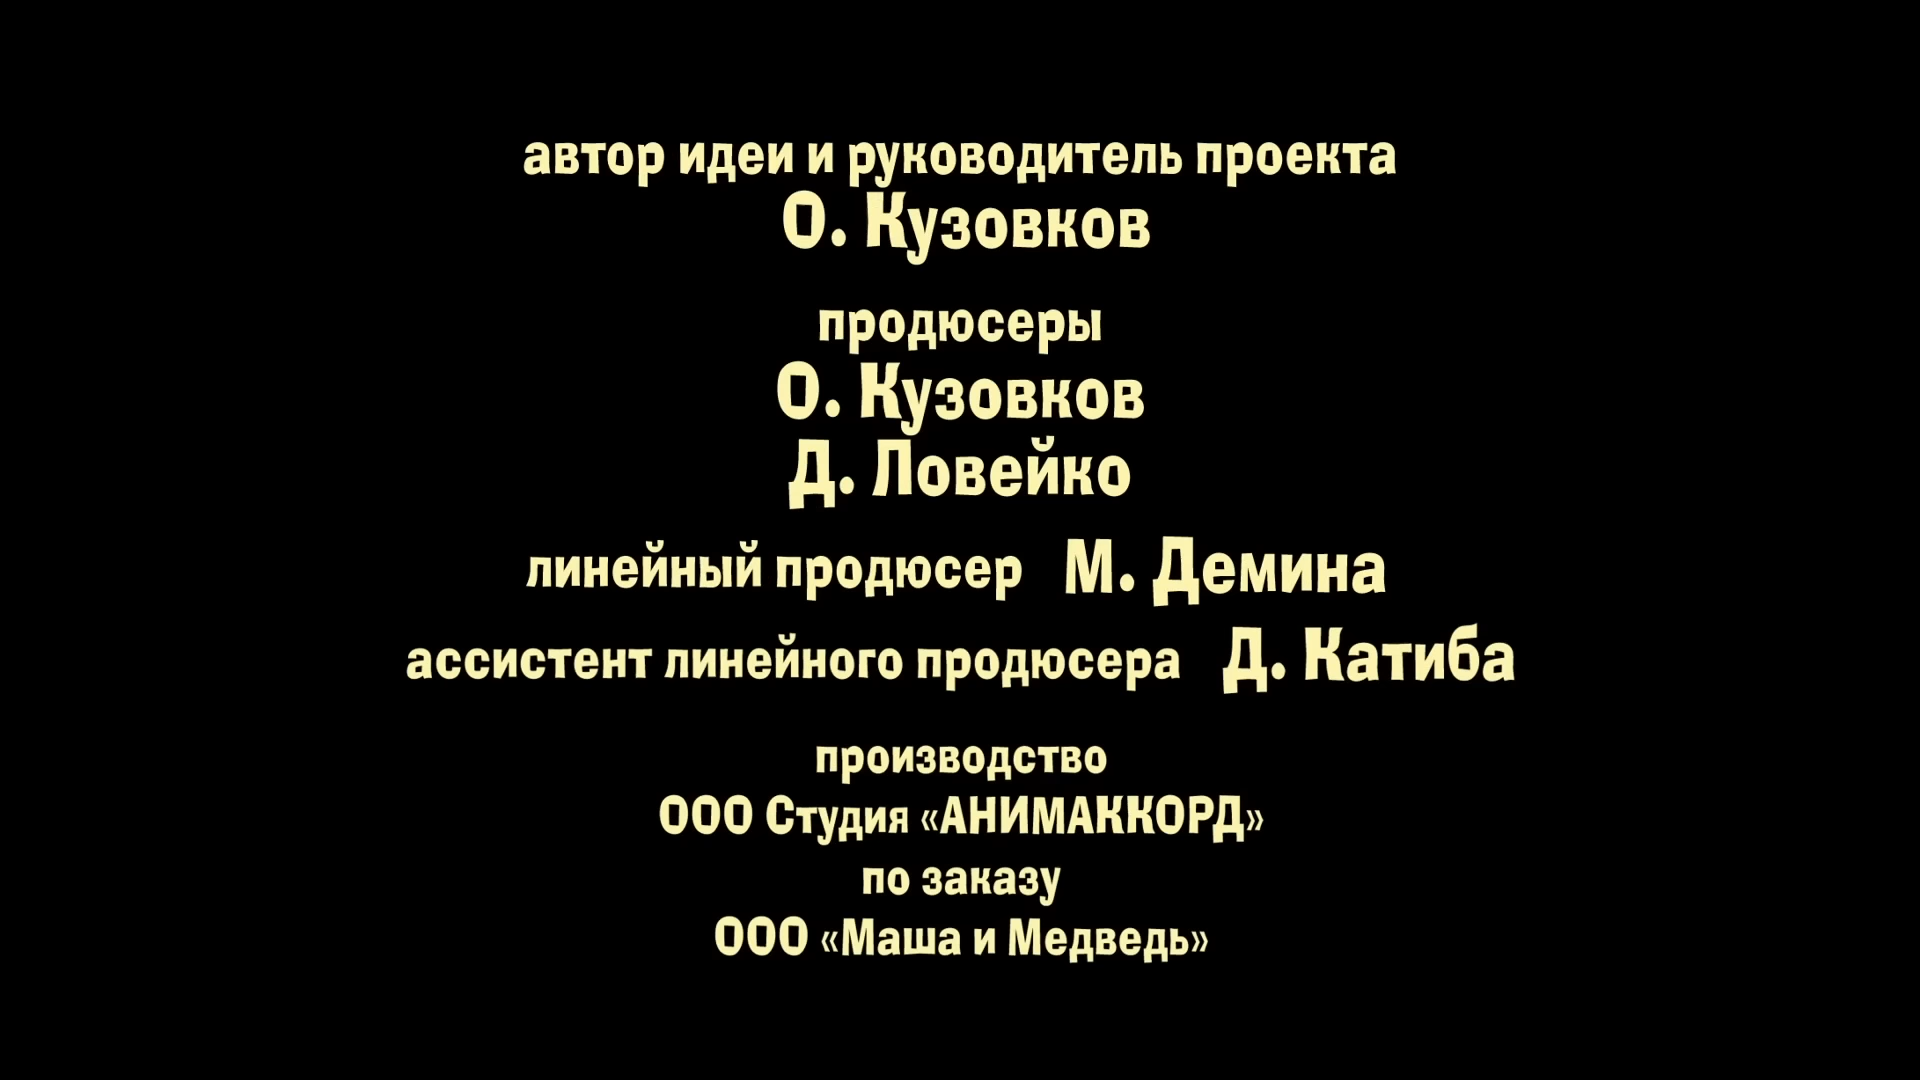 автор идеи и руководитель проекта
О. Кузовков
продюсеры
О. Кузовков
Д. Ловейко
линейный продюсер М. Демина
ассистент линейного продюсера Д. Катиба
производство
ООО Студия «АНИМАККОРД»
по заказу
ООО «Маша и Медведь»